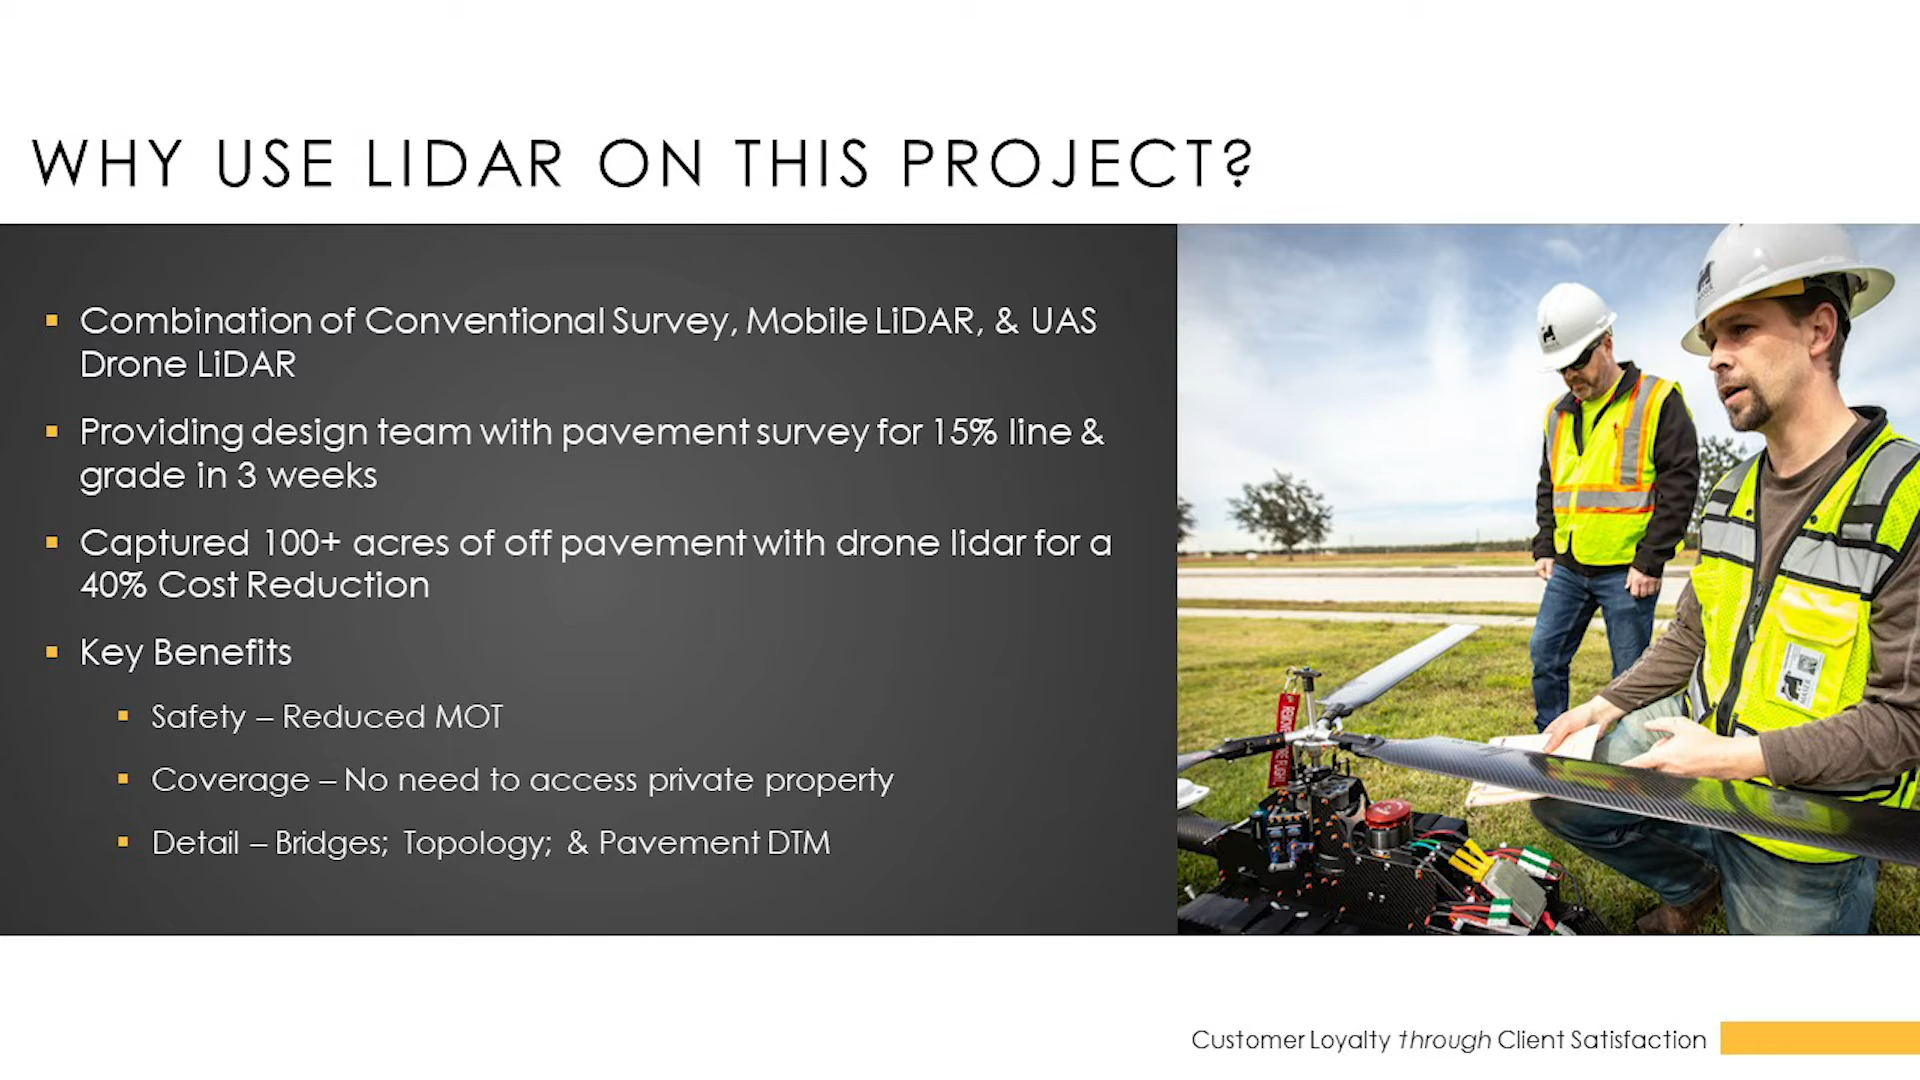 WHY USE LIDAR ON THIS PROJECT?
Combination of Conventional Survey, Mobile LiDAR, & UAS
Drone LiDAR
Providing design team with pavement survey for 15% line &
grade in 3 weeks
Captured 100+ acres of off pavement with drone lidar for a
40% Cost Reduction
Key Benefits
Safety – Reduced MOT
Coverage – No need to access private property
Detail – Bridges; Topology; & Pavement DTM
Customer Loyalty through Client Satisfaction